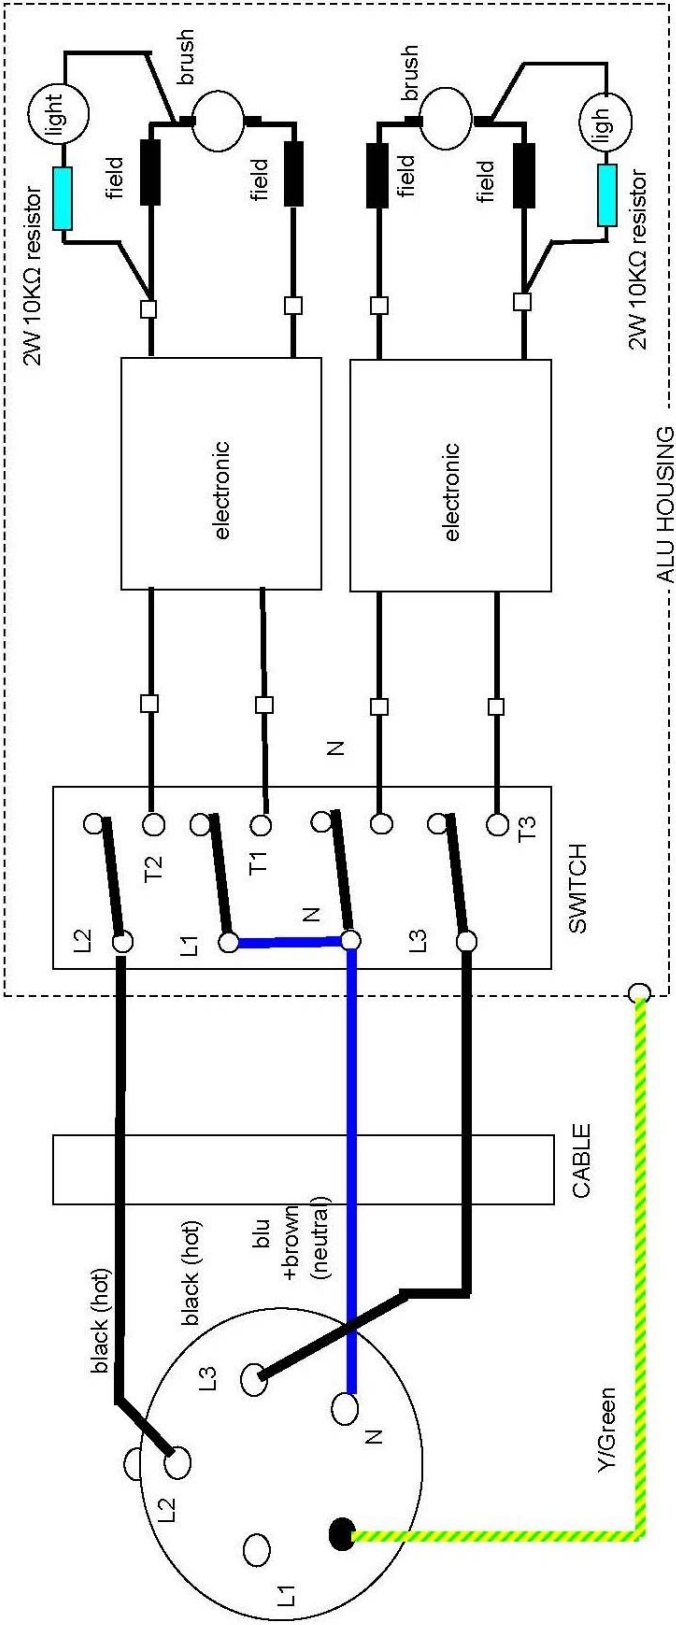 brush
brush
light
ligh
field
field
field
field
2W 10KΩ resistor
2W 10KΩ resistor
electronic
electronic
ALU HOUSING
N
T2
T1
T3
L2
L1
N
L3
SWITCH
CABLE
black (hot)
black (hot)
blu
+brown
(neutral)
L3
N
L2
L1
Y/Green